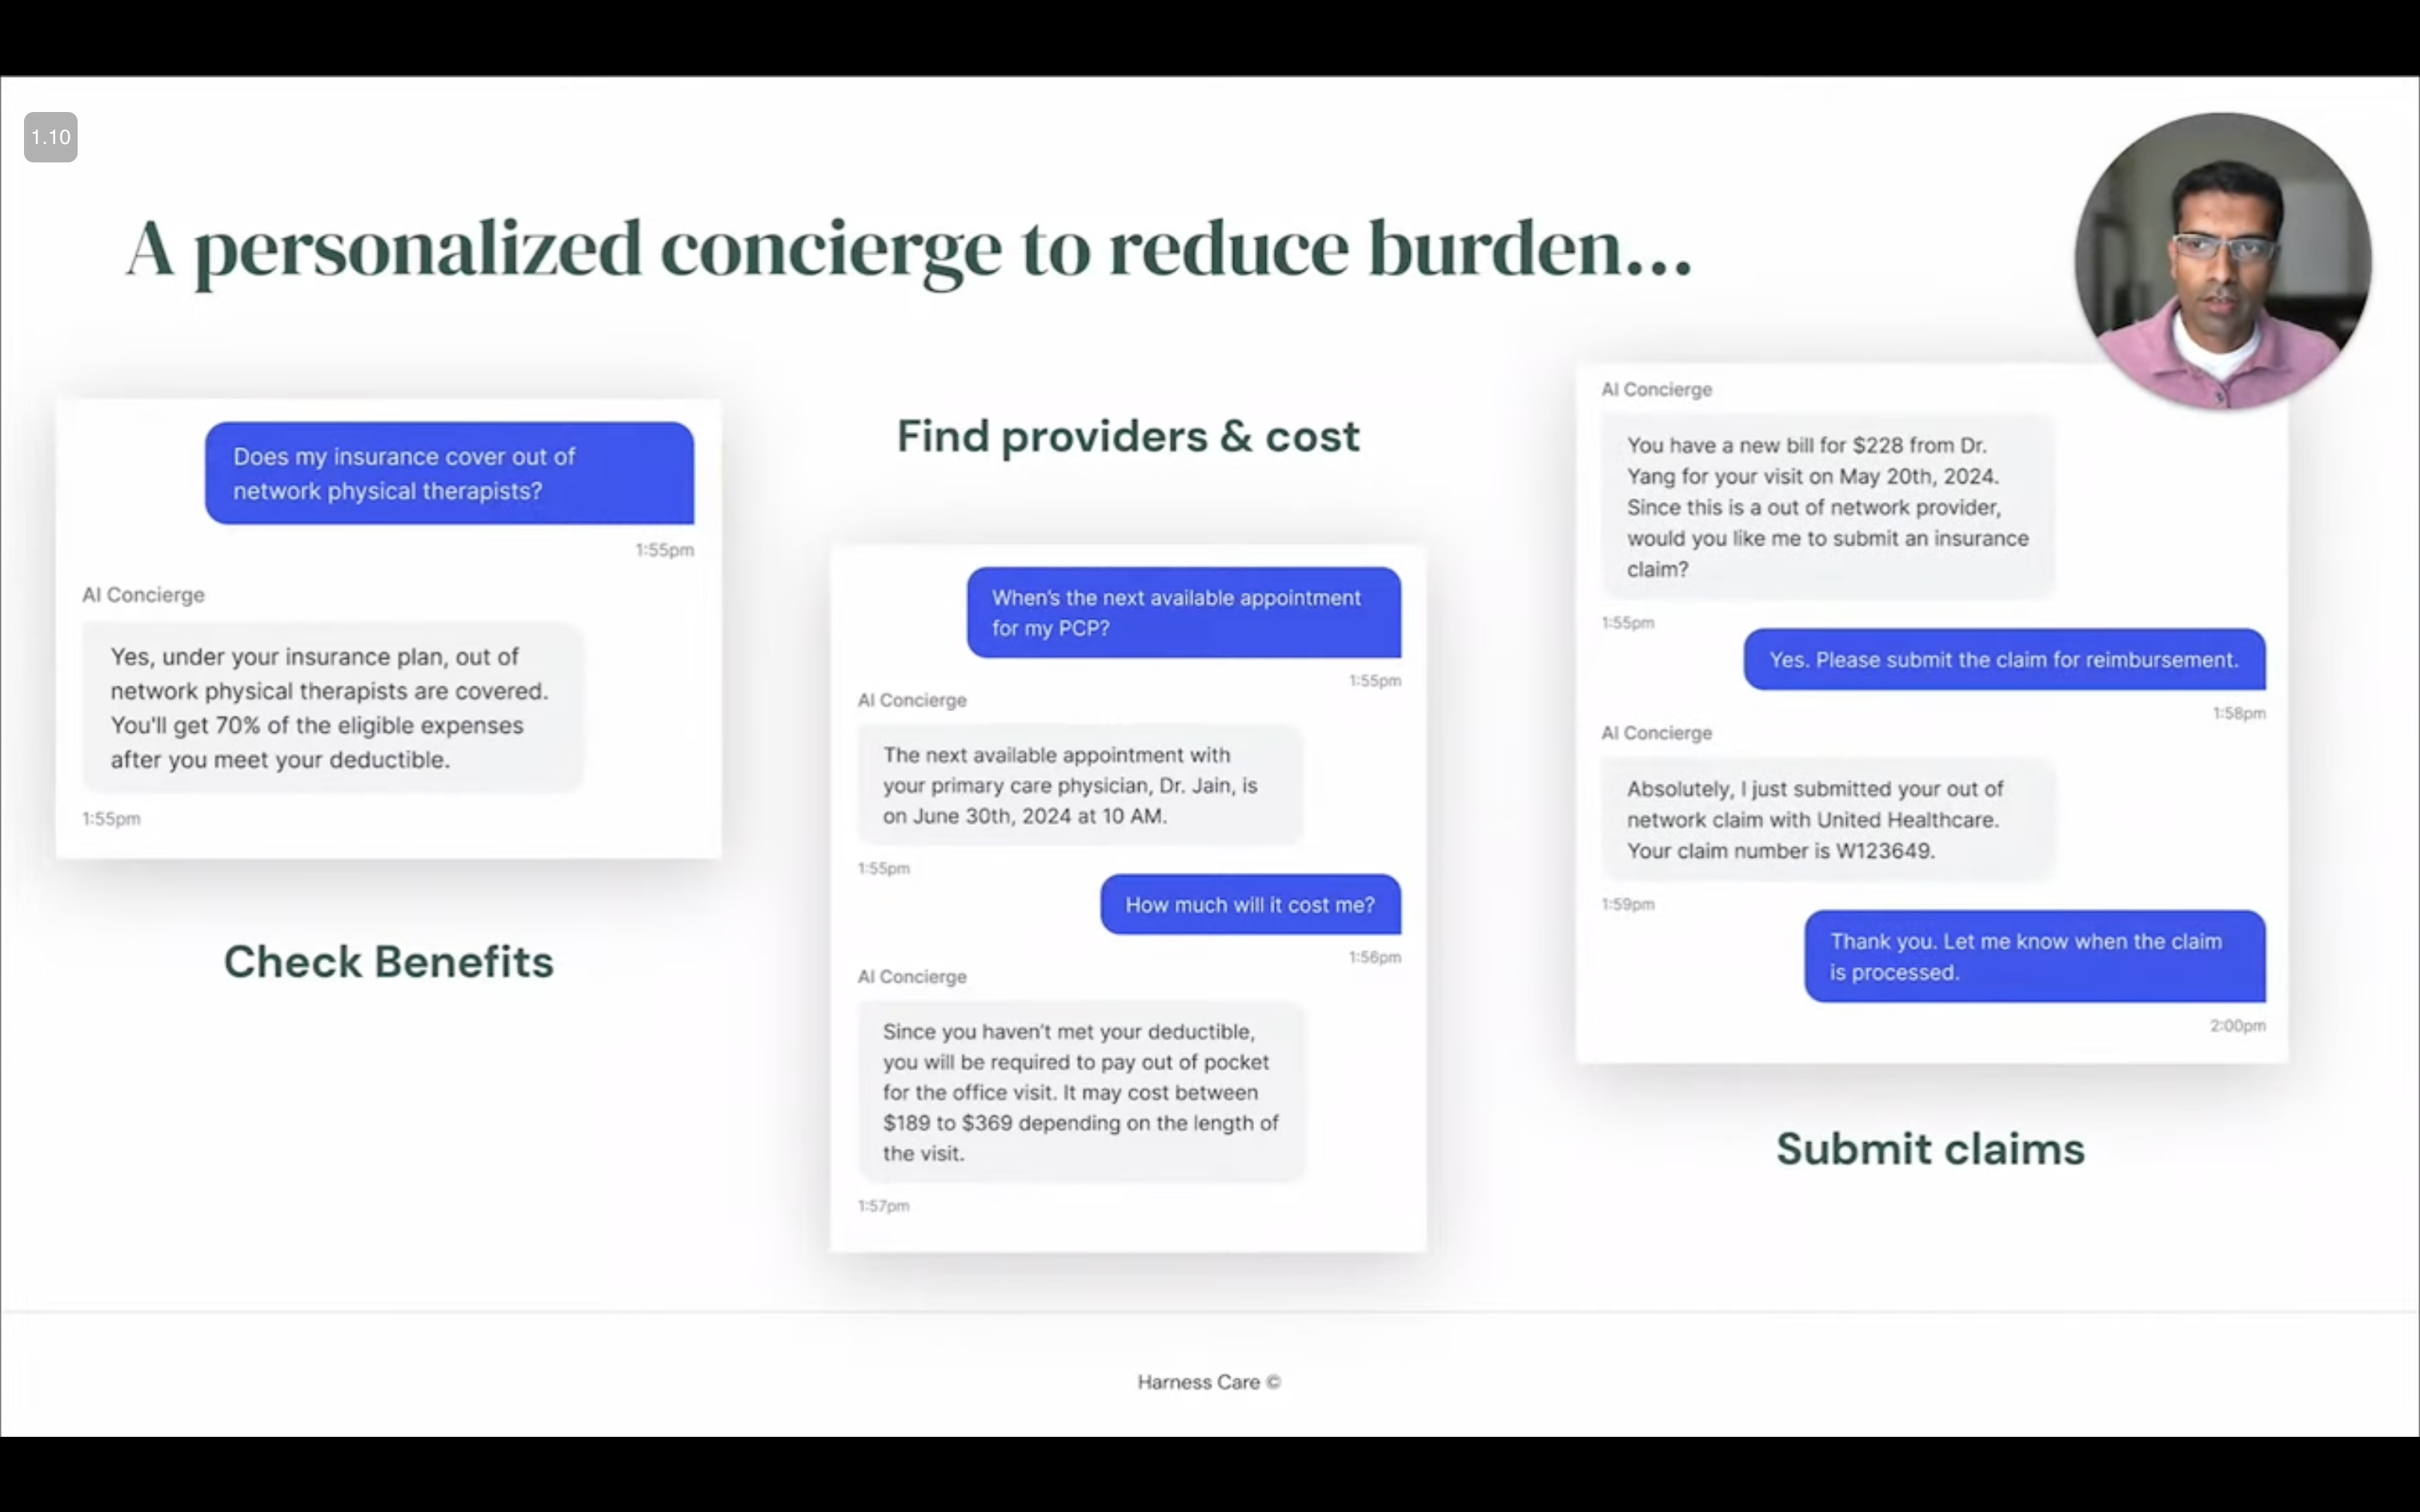 1.10
A personalized concierge to reduce burden...
Does my insurance cover out of
network physical therapists?
1:55pm
AI Concierge
Yes, under your insurance plan, out of
network physical therapists are covered.
You'll get 70% of the eligible expenses
after you meet your deductible.
1:55pm
Check Benefits
Find providers & cost
When's the next available appointment
for my PCP?
1:55pm
AI Concierge
The next available appointment with
your primary care physician, Dr. Jain, is
on June 30th, 2024 at 10 AM.
1:55pm
How much will it cost me?
1:56pm
AI Concierge
Since you haven't met your deductible,
you will be required to pay out of pocket
for the office visit. It may cost between
$189 to $369 depending on the length of
the visit.
1:57pm
AI Concierge
You have a new bill for $228 from Dr.
Yang for your visit on May 20th, 2024.
Since this is a out of network provider,
would you like me to submit an insurance
claim?
1:55pm
Yes. Please submit the claim for reimbursement.
1:58pm
AI Concierge
Absolutely, I just submitted your out of
network claim with United Healthcare.
Your claim number is W123649.
1:59pm
Thank you. Let me know when the claim
is processed.
2:00pm
Submit claims
Harness Care ©